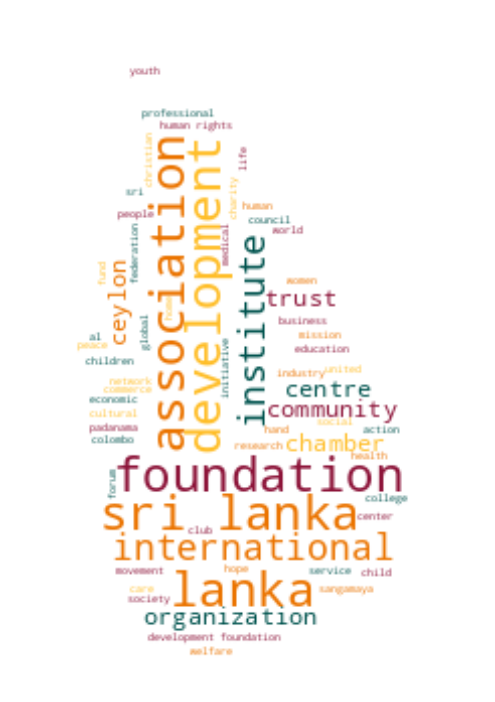 youth
professional
human rights
christian
association
development
life
sri
charity
human
people
council
federation
medical
world
institute
fund
ceylon
women
trust
home
global
business
al
peace
mission
initiative
education
children
industry
united
network
commerce
centre
economic
community
cultural
social
padanama
hand
action
colombo
research
chamber
health
foundation
forum
college
sri lanka
center
club
international
movement
hope
service
child
lanka
care
sangamaya
society
organization
development foundation
welfare